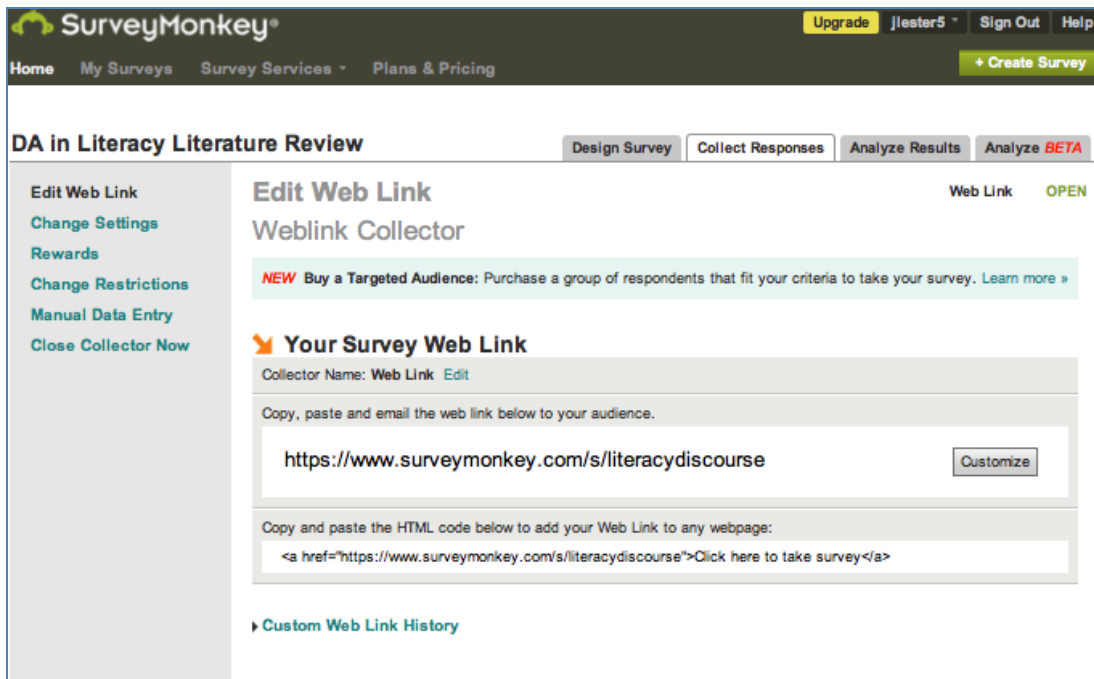 SurveyMonkey®
Upgrade jlester5 Sign Out Help
Home My Surveys Survey Services Plans & Pricing
+ Create Survey
DA in Literacy Literature Review
Design Survey Collect Responses Analyze Results Analyze BETA
Edit Web Link
Change Settings
Rewards
Change Restrictions
Manual Data Entry
Close Collector Now
Edit Web Link
Web Link OPEN
Weblink Collector
NEW Buy a Targeted Audience: Purchase a group of respondents that fit your criteria to take your survey. Learn more »
Your Survey Web Link
Collector Name: Web Link Edit
Copy, paste and email the web link below to your audience.
https://www.surveymonkey.com/s/literacydiscourse
Customize
Copy and paste the HTML code below to add your Web Link to any webpage:
<a href="https://www.surveymonkey.com/s/literacydiscourse">Click here to take survey</a>
Custom Web Link History